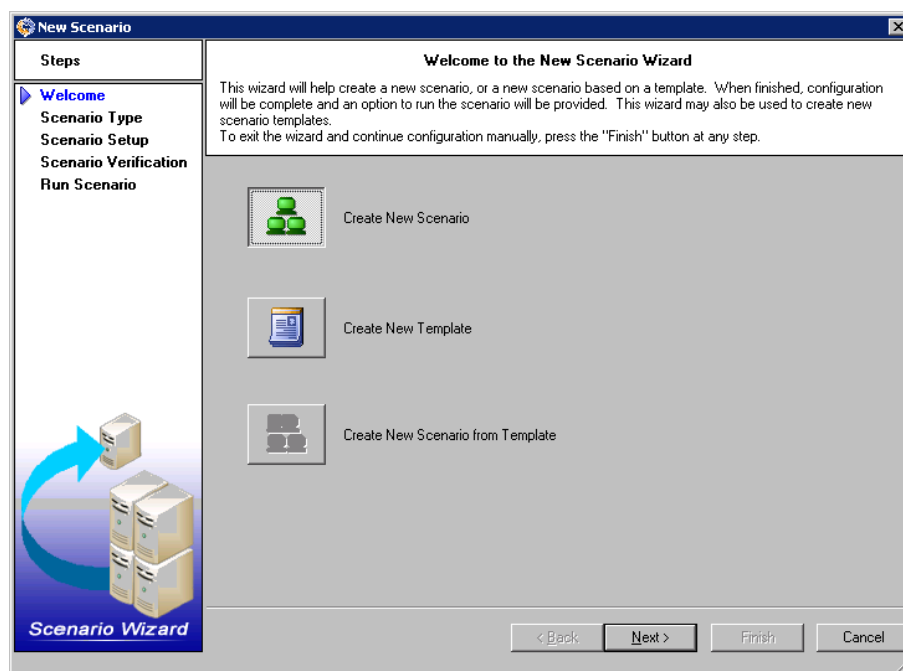 New Scenario
Steps
Welcome
Scenario Type
Scenario Setup
Scenario Verification
Run Scenario
Scenario Wizard
Welcome to the New Scenario Wizard
This wizard will help create a new scenario, or a new scenario based on a template. When finished, configuration
will be complete and an option to run the scenario will be provided. This wizard may also be used to create new
scenario templates.
To exit the wizard and continue configuration manually, press the "Finish" button at any step.
Create New Scenario
Create New Template
Create New Scenario from Template
< Back
Next >
Finish
Cancel